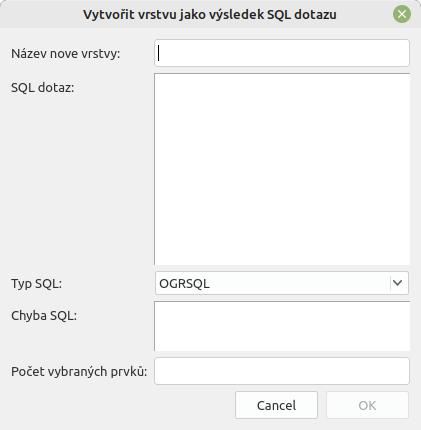 Vytvořit vrstvu jako výsledek SQL dotazu
Název nove vrstvy:
SQL dotaz:
Typ SQL:
OGRSQL
Chyba SQL:
Počet vybraných prvků:
Cancel
OK